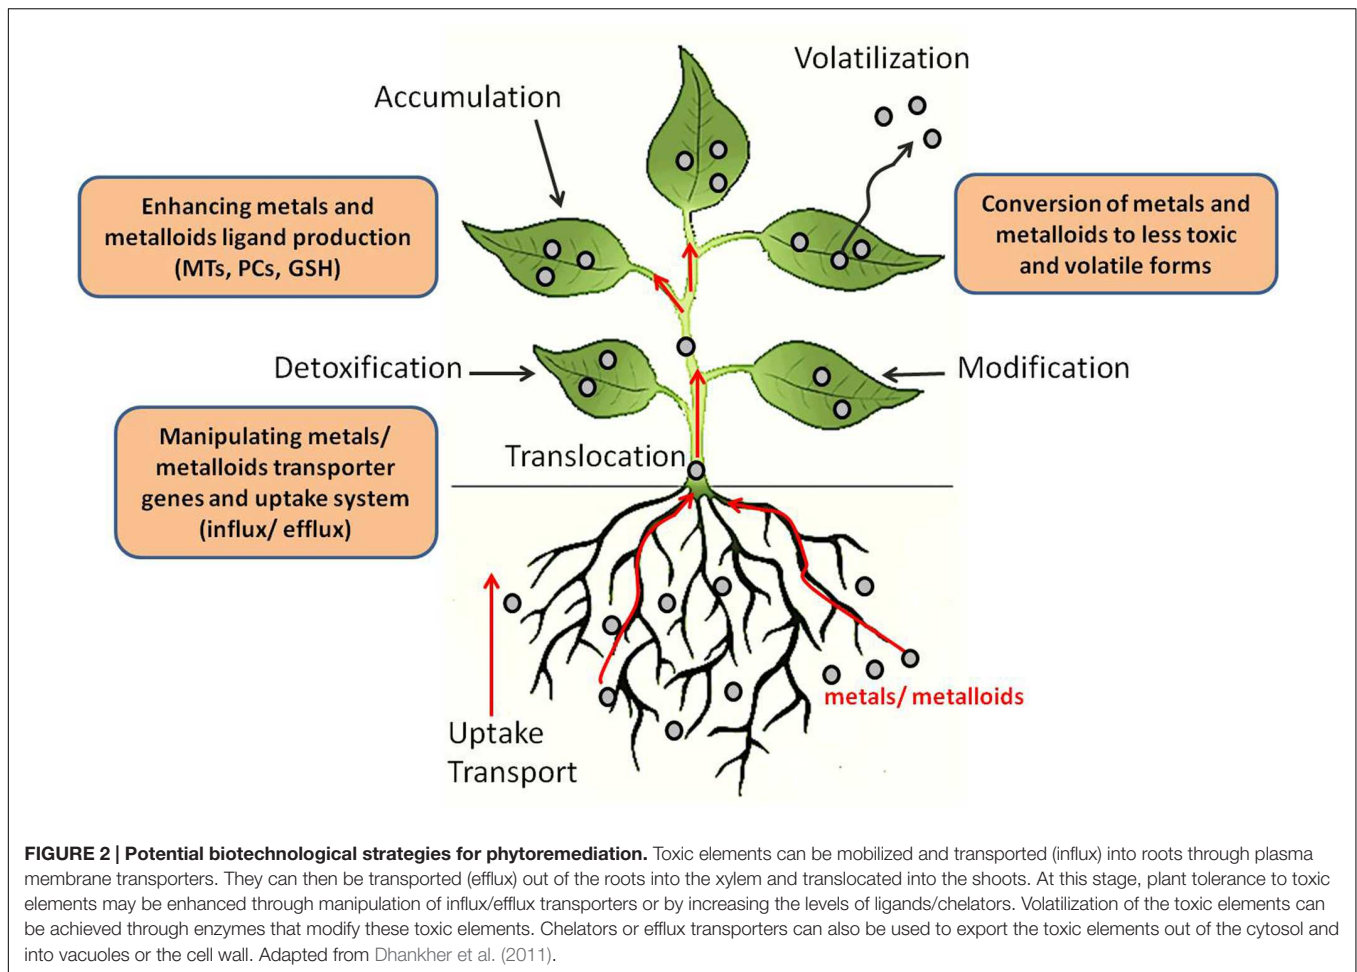 Volatilization
Accumulation
Enhancing metals and
metalloids ligand production
(MTs, PCs, GSH)
Conversion of metals and
metalloids to less toxic
and volatile forms
Detoxification
Modification
Manipulating metals/
metalloids transporter
genes and uptake system
(influx/ efflux)
Translocation
metals/ metalloids
Uptake
Transport
FIGURE 2 | Potential biotechnological strategies for phytoremediation. Toxic elements can be mobilized and transported (influx) into roots through plasma
membrane transporters. They can then be transported (efflux) out of the roots into the xylem and translocated into the shoots. At this stage, plant tolerance to toxic
elements may be enhanced through manipulation of influx/efflux transporters or by increasing the levels of ligands/chelators. Volatilization of the toxic elements can
be achieved through enzymes that modify these toxic elements. Chelators or efflux transporters can also be used to export the toxic elements out of the cytosol and
into vacuoles or the cell wall. Adapted from Dhankher et al. (2011).